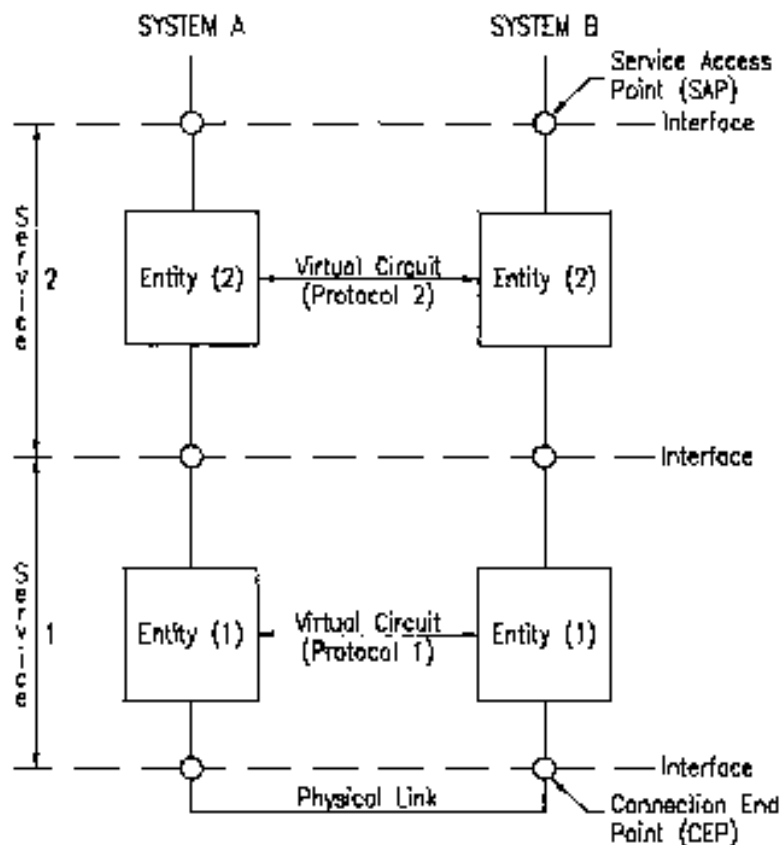 SYSTEM A
SYSTEM B
Service Access
Point (SAP)
Interface
Service
2
Entity (2)
Virtual Circuit
(Protocol 2)
Entity (2)
Interface
Service
1
Entity (1)
Virtual Circuit
(Protocol 1)
Entity (1)
Interface
Physical Link
Connection End
Point (CEP)